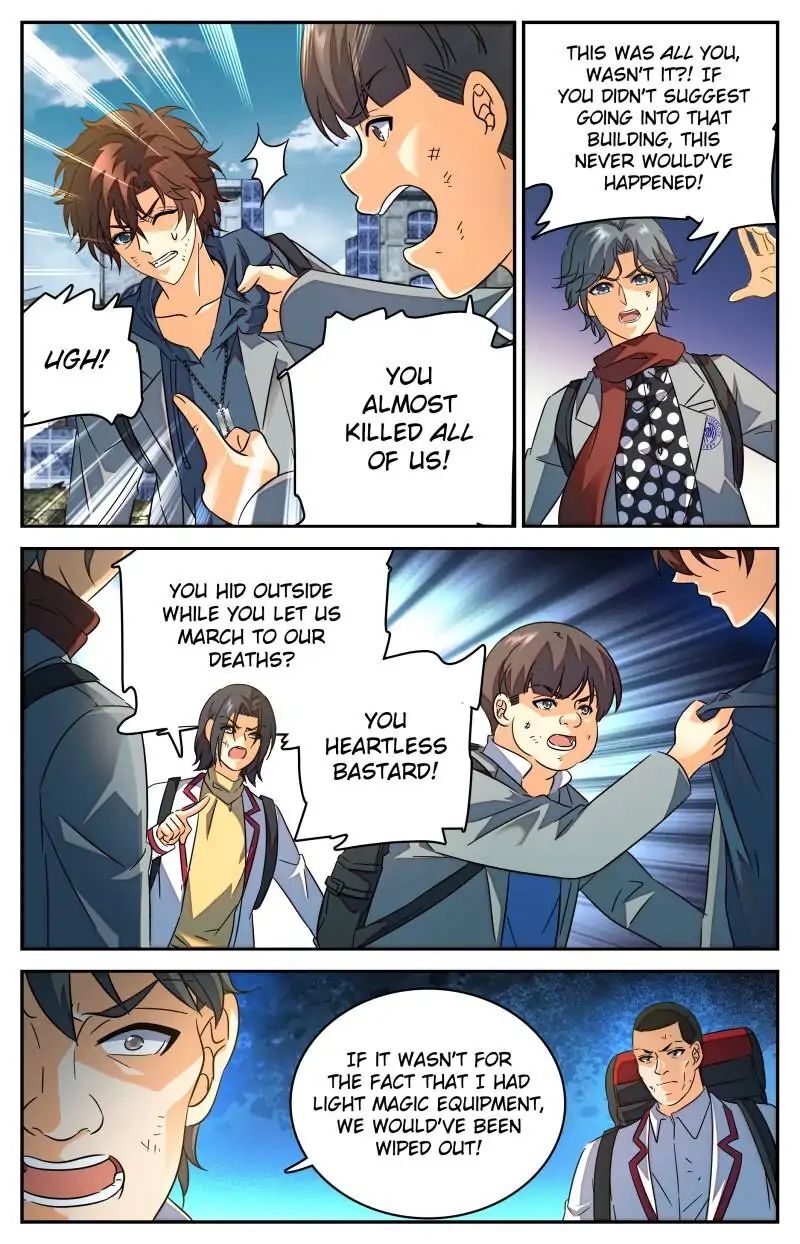 UGH!
YOU
ALMOST
KILLED ALL
OF US!
THIS WAS ALL YOU,
WASN'T IT?! IF
YOU DIDN'T SUGGEST
GOING INTO THAT
BUILDING, THIS
NEVER WOULD'VE
HAPPENED!
YOU HID OUTSIDE
WHILE YOU LET US
MARCH TO OUR
DEATHS?
YOU
HEARTLESS
BASTARD!
IF IT WASN'T FOR
THE FACT THAT I HAD
LIGHT MAGIC EQUIPMENT,
WE WOULD'VE BEEN
WIPED OUT!